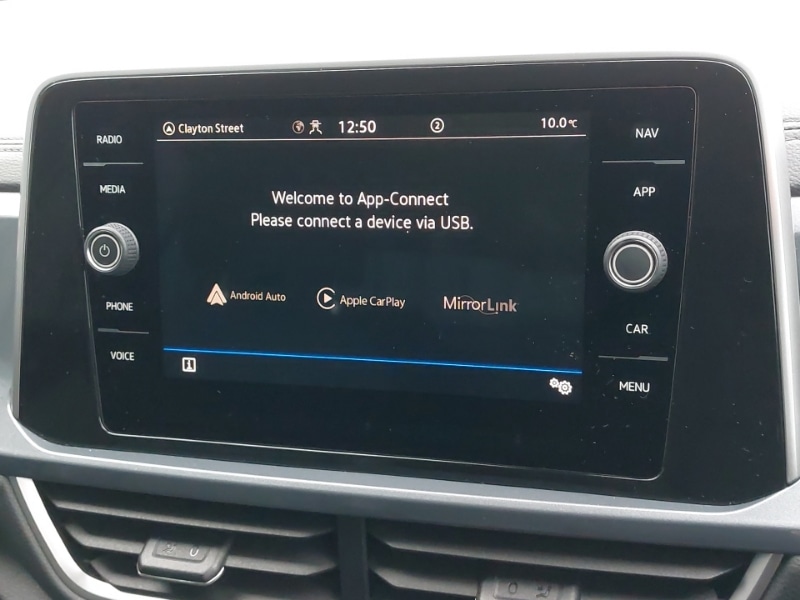 Clayton Street 12:50 2 10.0°C
RADIO
MEDIA
PHONE
VOICE
Welcome to App-Connect
Please connect a device via USB.
Android Auto Apple CarPlay MirrorLink
NAV
APP
CAR
MENU